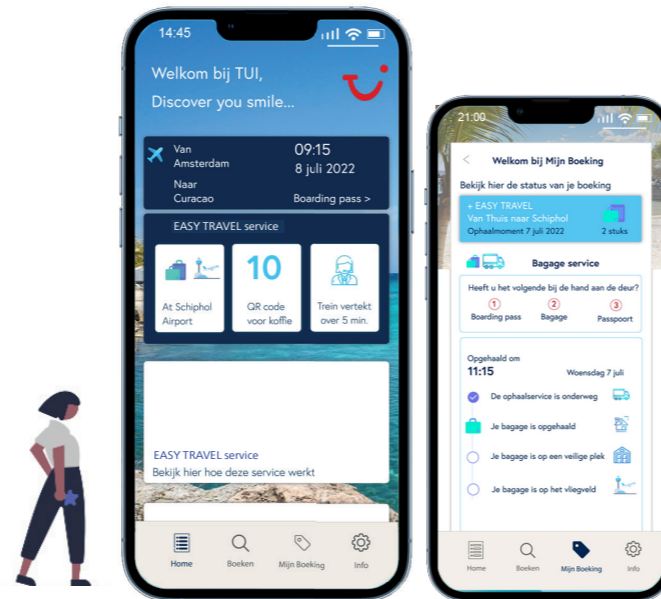 14:45
Welkom bij TUI,
Discover you smile...
Van
Amsterdam
09:15
8 juli 2022
Naar
Curacao
Boarding pass >
EASY TRAVEL service
At Schiphol
Airport
10
QR code
voor koffie
Trein vertekt
over 5 min.
EASY TRAVEL service
Bekijk hier hoe deze service werkt
Home
Boeken
Mijn Boeking
Info
21:00
< Welkom bij Mijn Boeking
Bekijk hier de status van je boeking
+ EASY TRAVEL
Van Thuis naar Schiphol
Ophaalmoment 7 juli 2022
2 stuks
Bagage service
Heeft u het volgende bij de hand aan de deur?
1
Boarding pass
2
Bagage
3
Paspoort
Opgehaald om
11:15
Woensdag 7 juli
De ophaalservice is onderweg
Je bagage is opgehaald
Je bagage is op een veilige plek
Je bagage is op het vliegveld
Home
Boeken
Mijn Boeking
Info